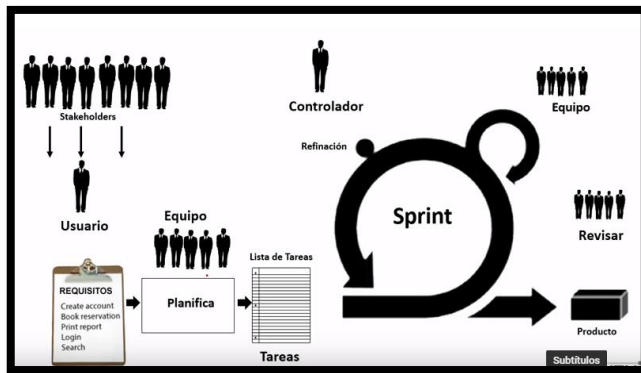 Stakeholders
Usuario
Controlador
Equipo
Refinación
Sprint
Revisar
Equipo
REQUISITOS
Create account
Book reservation
Print report
Login
Search
Planifica
Lista de Tareas
Tareas
Producto
Subtítulos